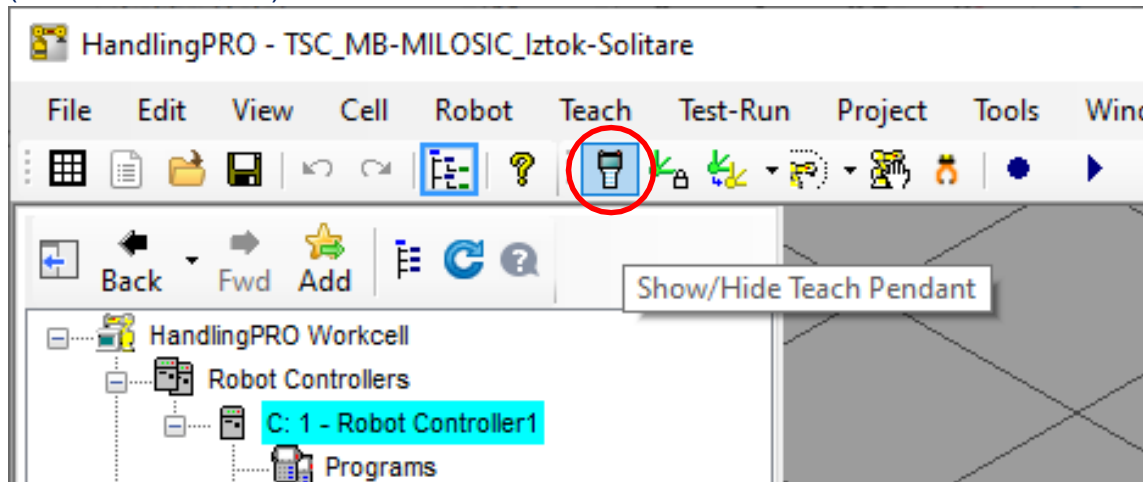 HandlingPRO - TSC_MB-MILOSIC_Iztok-Solitare
File Edit View Cell Robot Teach Test-Run Project Tools
Back Fwd Add
Show/Hide Teach Pendant
HandlingPRO Workcell
Robot Controllers
C: 1 - Robot Controller1
Programs